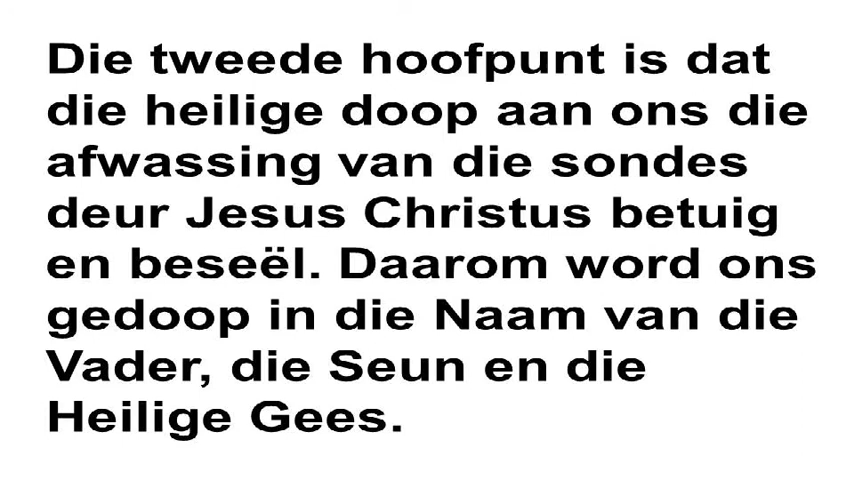 Die tweede hoofpunt is dat
die heilige doop aan ons die
afwassing van die sondes
deur Jesus Christus betuig
en beseël. Daarom word ons
gedoop in die Naam van die
Vader, die Seun en die
Heilige Gees.